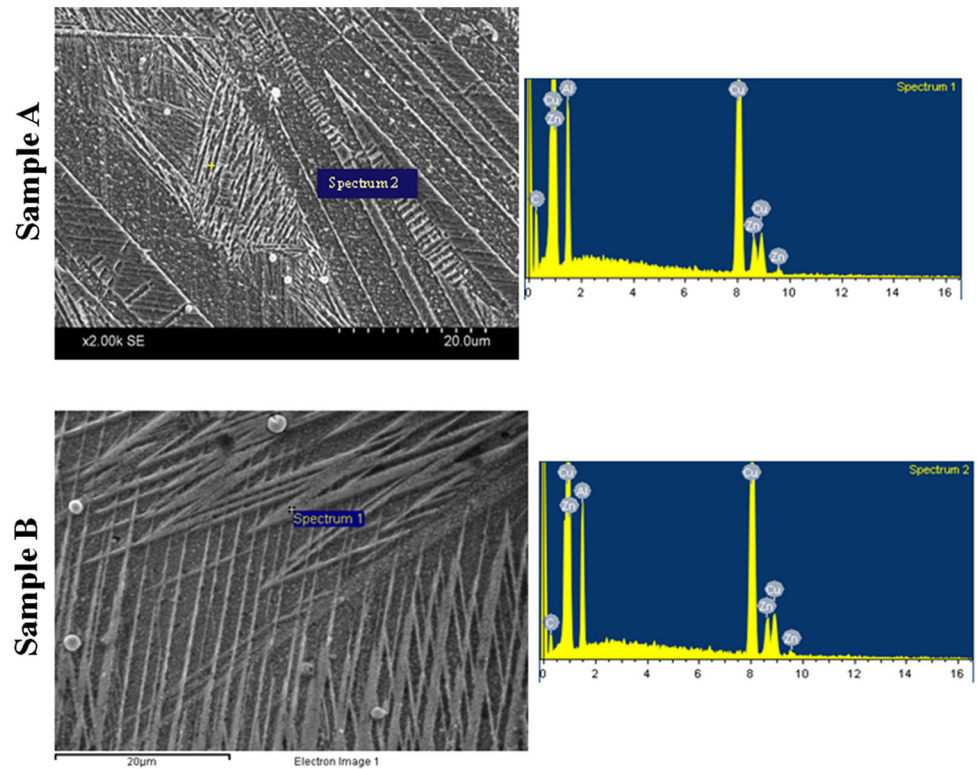 Sample A
Spectrum 2
x2.00k SE
20.0um
Spectrum 1
Cu
Zn
Al
C
Cu
Zn
Cu
Zn
0 2 4 6 8 10 12 14 16
Sample B
Spectrum 1
20µm
Electron Image 1
Spectrum 2
Cu
Zn
Al
C
Cu
Zn
Cu
Zn
0 2 4 6 8 10 12 14 16